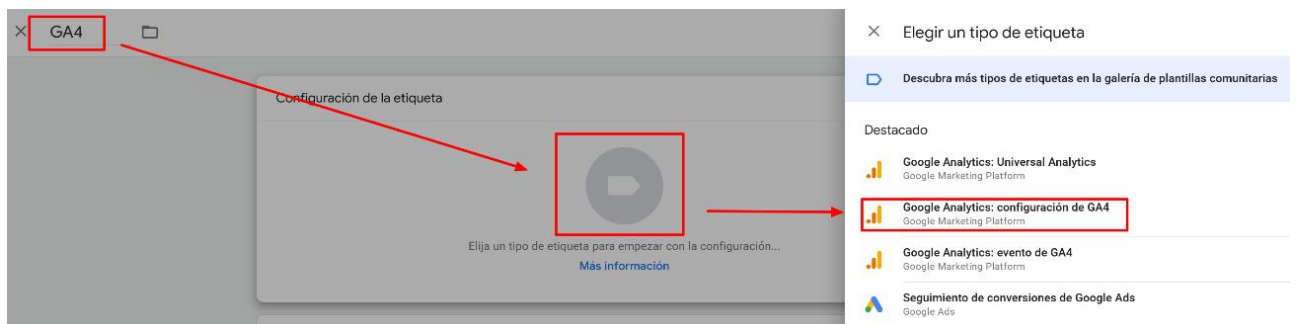 GA4
Configuración de la etiqueta
Elija un tipo de etiqueta para empezar con la configuración...
Más información
Elegir un tipo de etiqueta
Descubra más tipos de etiquetas en la galería de plantillas comunitarias
Destacado
Google Analytics: Universal Analytics
Google Marketing Platform
Google Analytics: configuración de GA4
Google Marketing Platform
Google Analytics: evento de GA4
Google Marketing Platform
Seguimiento de conversiones de Google Ads
Google Ads